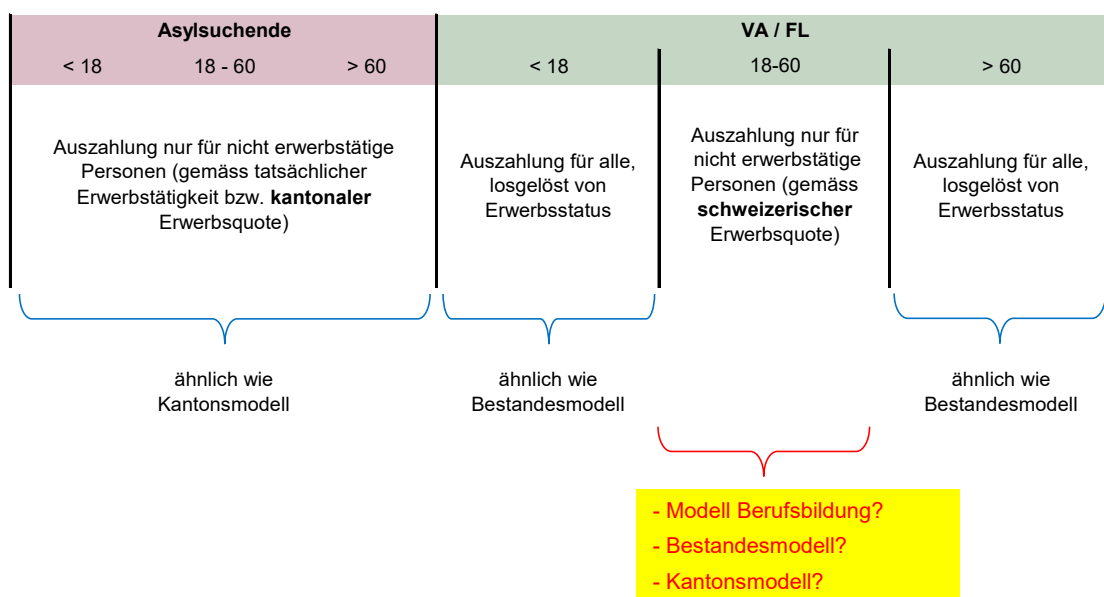 Asylsuchende
VA / FL
< 18
18 - 60
> 60
< 18
18-60
> 60
Auszahlung nur für nicht erwerbstätige
Personen (gemäss tatsächlicher
Erwerbstätigkeit bzw. kantonaler
Erwerbsquote)
Auszahlung für alle,
losgelöst von
Erwerbsstatus
Auszahlung nur für
nicht erwerbstätige
Personen (gemäss
schweizerischer
Erwerbsquote)
Auszahlung für alle,
losgelöst von
Erwerbsstatus
ähnlich wie
Kantonsmodell
ähnlich wie
Bestandesmodell
ähnlich wie
Bestandesmodell
- Modell Berufsbildung?
- Bestandesmodell?
- Kantonsmodell?